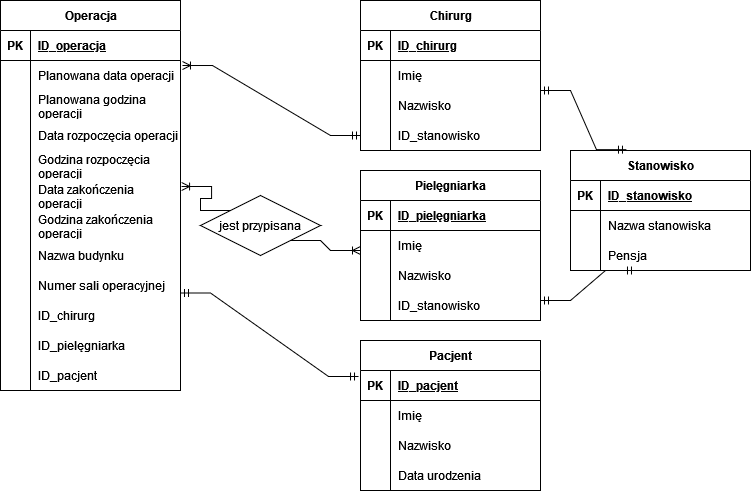 Operacja
PK ID_operacja
Planowana data operacji
Planowana godzina
operacji
Data rozpoczęcia operacji
Godzina rozpoczęcia
operacji
Data zakończenia
operacji
Godzina zakończenia
operacji
Nazwa budynku
Numer sali operacyjnej
ID_chirurg
ID_pielęgniarka
ID_pacjent
jest przypisana
Chirurg
PK ID_chirurg
Imię
Nazwisko
ID_stanowisko
Pielęgniarka
PK ID_pielęgniarka
Imię
Nazwisko
ID_stanowisko
Pacjent
PK ID_pacjent
Imię
Nazwisko
Data urodzenia
Stanowisko
PK ID_stanowisko
Nazwa stanowiska
Pensja